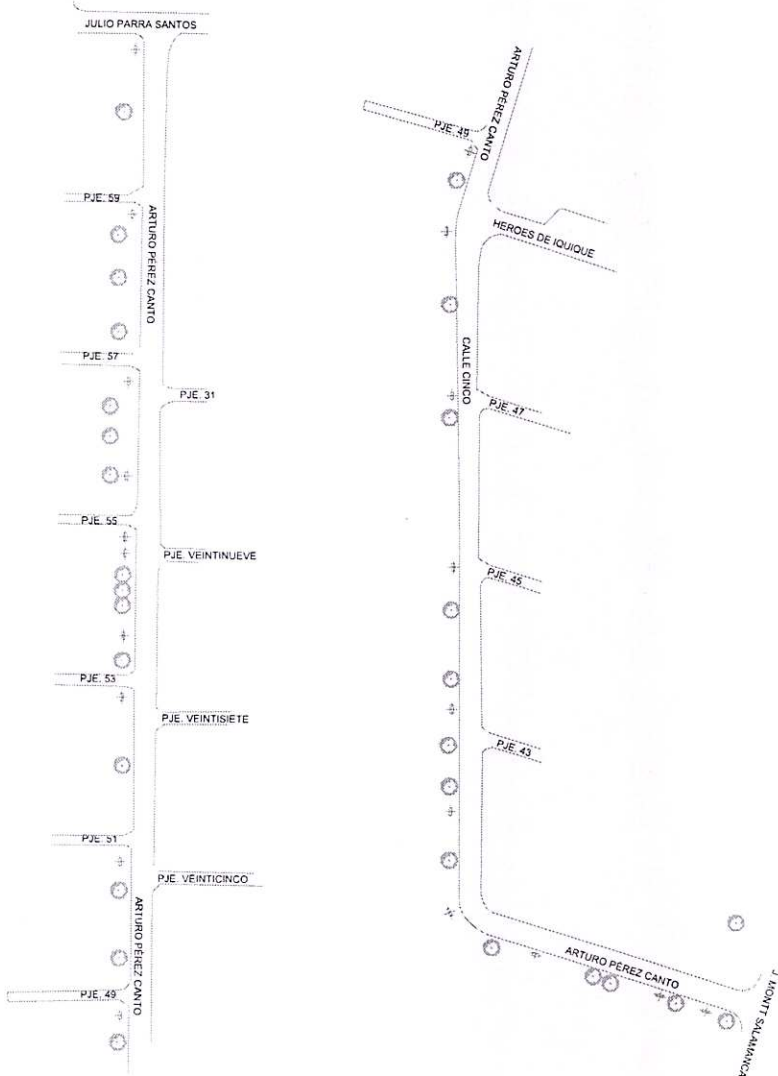 JULIO PARRA SANTOS
PJE. 59
ARTURO PÉREZ CANTO
PJE. 57
PJE. 31
PJE. 55
PJE. VEINTINUEVE
PJE. 53
PJE. VEINTISIETE
PJE. 51
PJE. VEINTICINCO
ARTURO PÉREZ CANTO
PJE. 49
ARTURO PÉREZ CANTO
PJE. 49
HEROES DE IQUIQUE
CALLE CINCO
PJE. 47
PJE. 45
PJE. 43
ARTURO PÉREZ CANTO
J. MONTT SALAMANCA